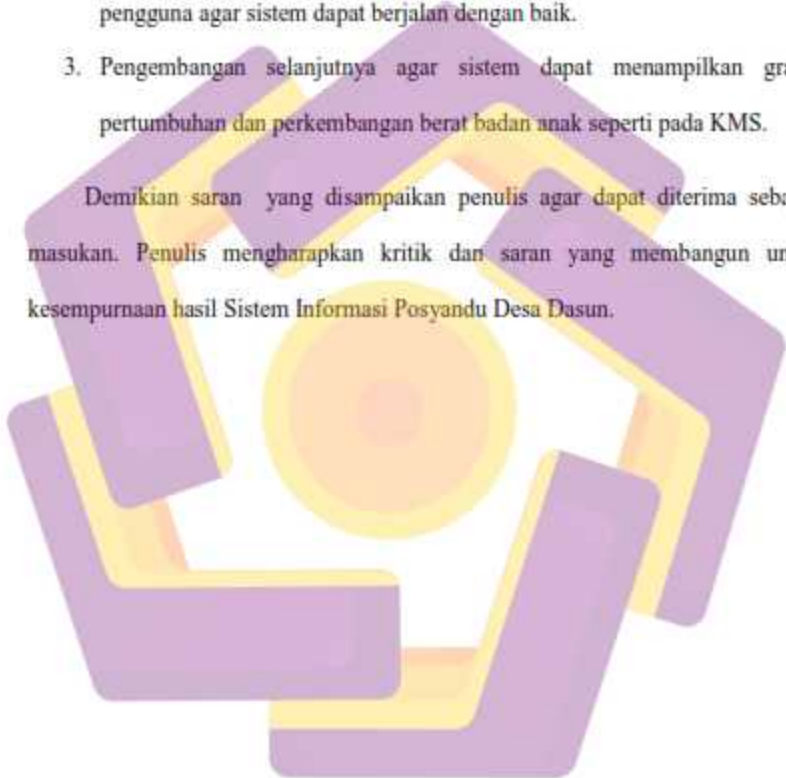 pengguna agar sistem dapat berjalan dengan baik.
3. Pengembangan selanjutnya agar sistem dapat menampilkan
pertumbuhan dan perkembangan berat badan anak seperti pada KMS.
Demikian saran yang disampaikan penulis agar dapat diterima
masukan. Penulis mengharapkan kritik dan saran yang membangun
kesempurnaan hasil Sistem Informasi Posyandu Desa Dasun.